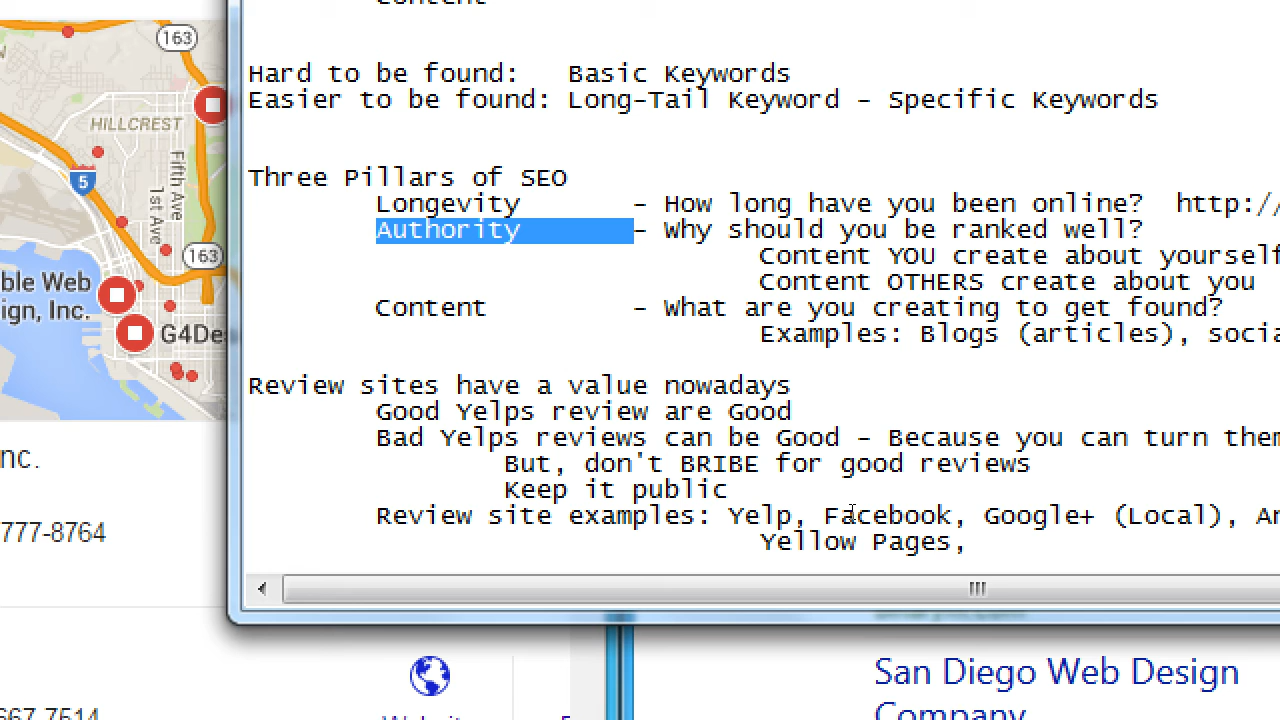 Content
Hard to be found: Basic Keywords
Easier to be found: Long-Tail Keyword - Specific Keywords
Three Pillars of SEO
Longevity - How long have you been online? http://
Authority - Why should you be ranked well?
Content YOU create about yourself
Content OTHERS create about you
Content - What are you creating to get found?
Examples: Blogs (articles), socia
Review sites have a value nowadays
Good Yelps review are Good
Bad Yelps reviews can be Good - Because you can turn them
But, don't BRIBE for good reviews
Keep it public
Review site examples: Yelp, Facebook, Google+ (Local), An
Yellow Pages,
163
HILLCREST
5
Fifth Ave
1st Ave
163
ble Web
ign, Inc.
G4De
nc.
777-8764
667-7514
Website
San Diego Web Design
Company